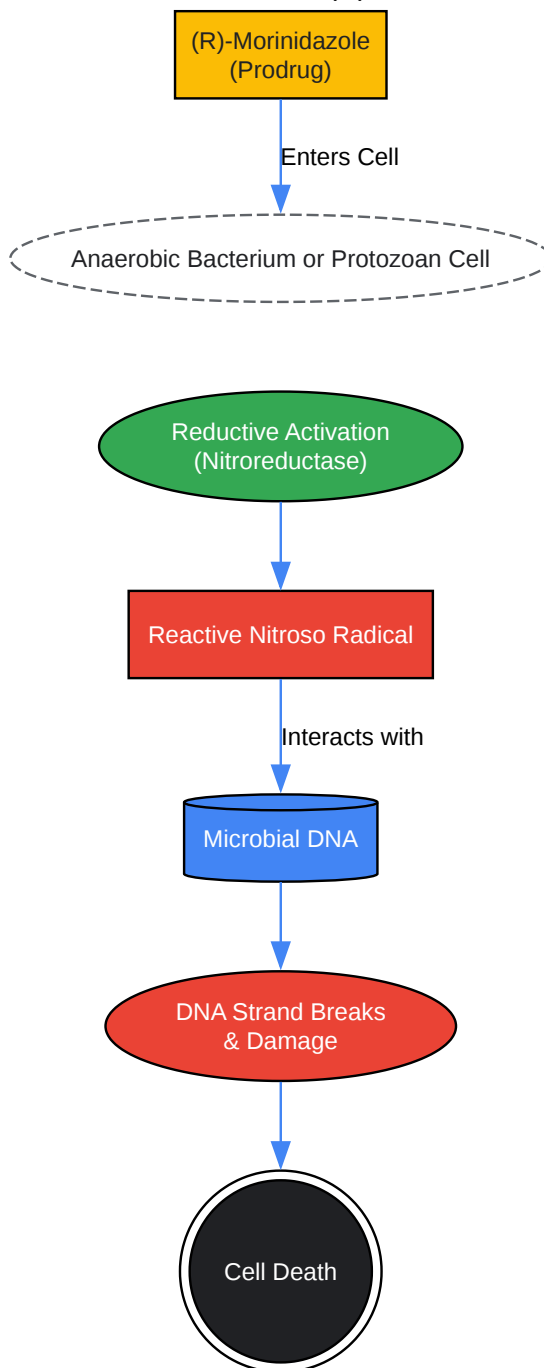 (R)-Morinidazole
(Prodrug)
Enters Cell
Anaerobic Bacterium or Protozoan Cell
Reductive Activation
(Nitroreductase)
Reactive Nitroso Radical
Interacts with
Microbial DNA
DNA Strand Breaks
& Damage
Cell Death